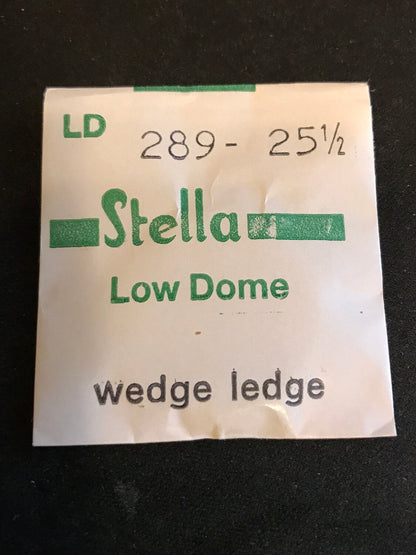 LD 289- 25½
Stella
Low Dome
wedge ledge